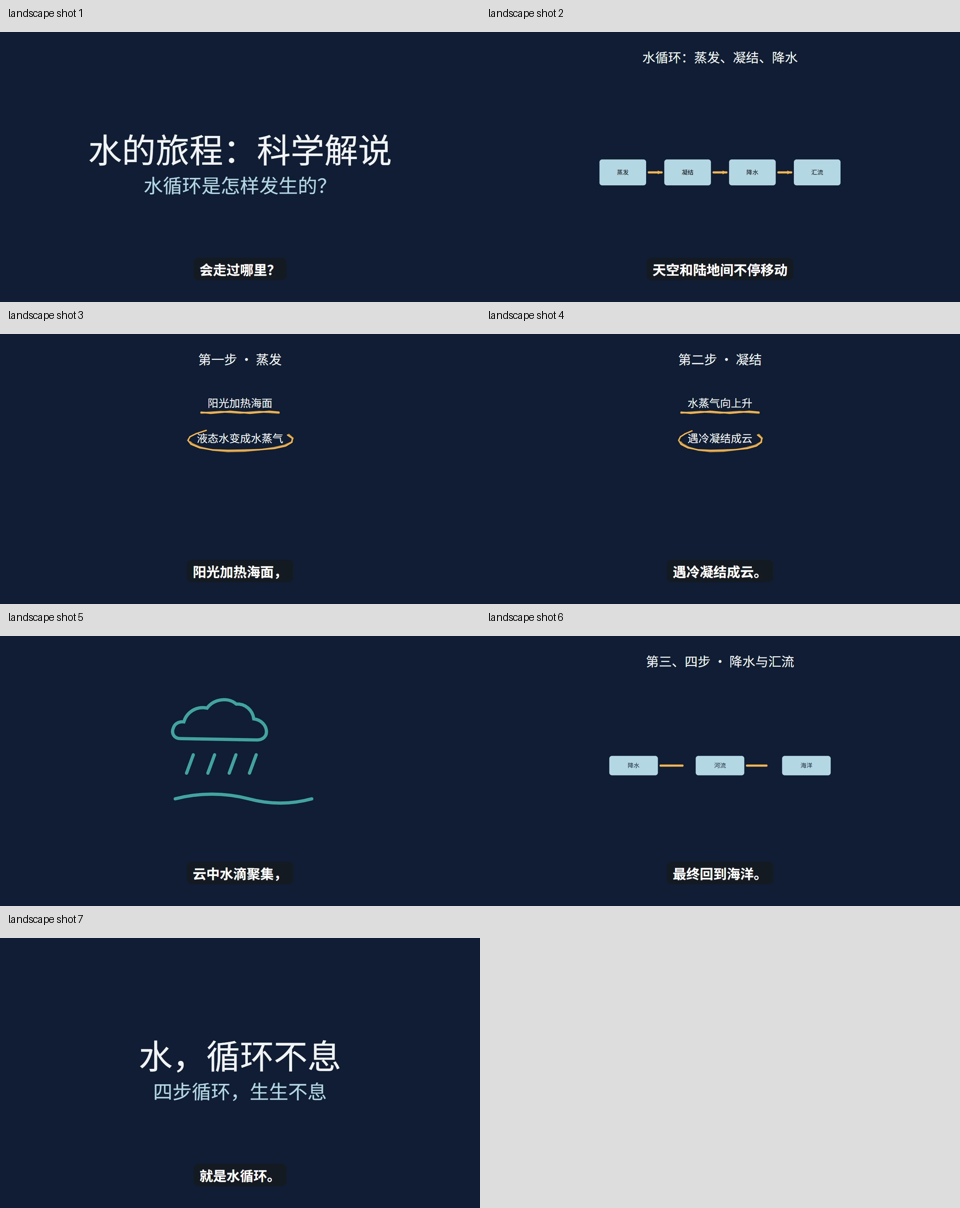 landscape shot 1
水的旅程：科学解说
水循环是怎样发生的？
会走过哪里？
landscape shot 2
水循环：蒸发、凝结、降水
蒸发
凝结
降水
汇流
天空和陆地间不停移动
landscape shot 3
第一步 · 蒸发
阳光加热海面
液态水变成水蒸气
阳光加热海面，
landscape shot 4
第二步 · 凝结
水蒸气向上升
遇冷凝结成云
遇冷凝结成云。
landscape shot 5
云中水滴聚集，
landscape shot 6
第三、四步 · 降水与汇流
降水
河流
海洋
最终回到海洋。
landscape shot 7
水，循环不息
四步循环，生生不息
就是水循环。